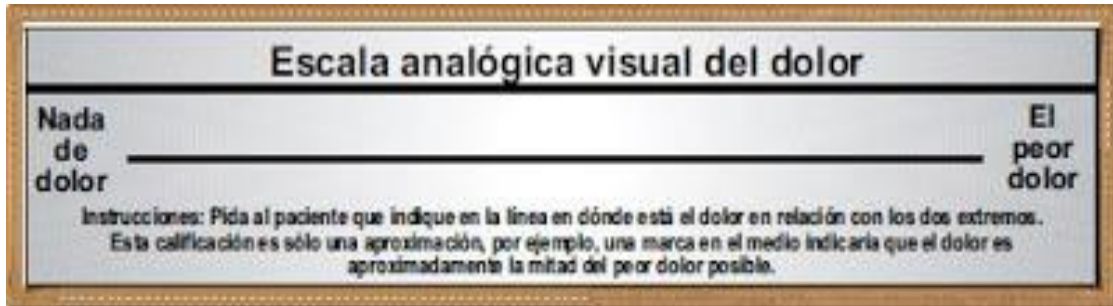 Escala analógica visual del dolor
Nada
de
dolor
El
peor
dolor
Instrucciones: Pida al paciente que indique en la línea en dónde está el dolor en relación con los dos extremos.
Esta calificación es sólo una aproximación, por ejemplo, una marca en el medio indicaría que el dolor es
aproximadamente la mitad del peor dolor posible.